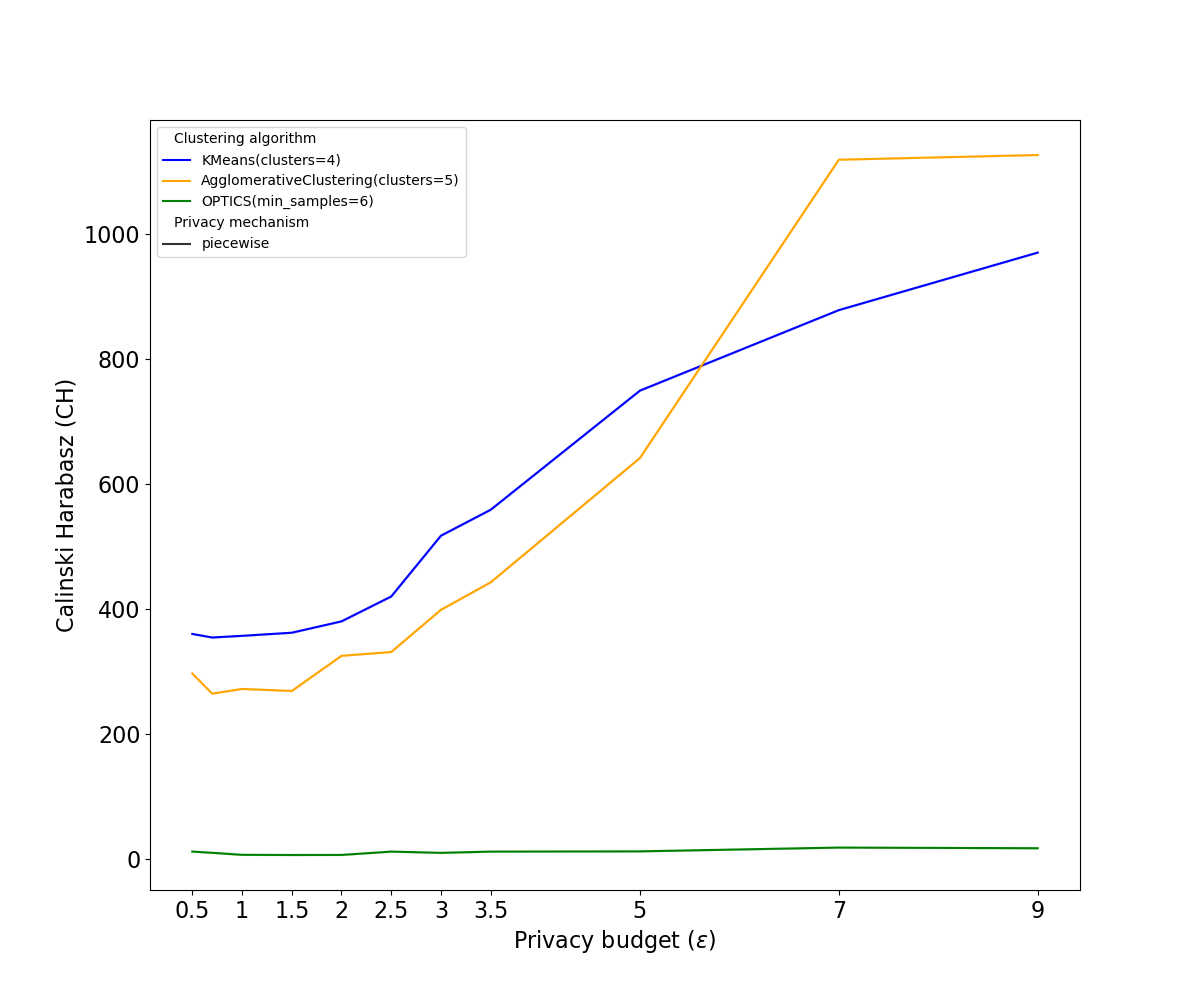 Clustering algorithm
KMeans(clusters=4)
AgglomerativeClustering(clusters=5)
OPTICS(min_samples=6)
Privacy mechanism
piecewise
1000
800
600
400
200
0
Calinski Harabasz (CH)
0.5 1 1.5 2 2.5 3 3.5 5 7 9
Privacy budget (ε)